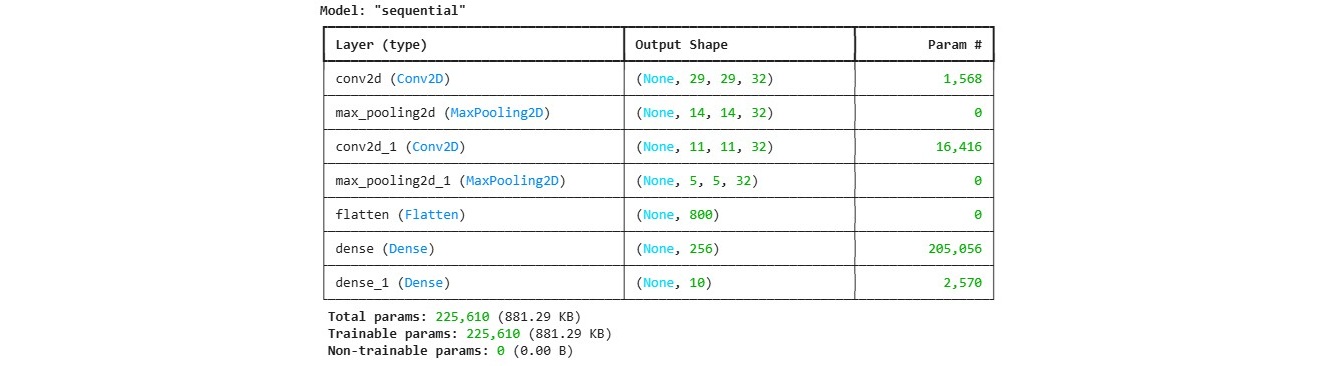 Model: "sequential"
Layer (type) Output Shape Param #
conv2d (Conv2D) (None, 29, 29, 32) 1,568
max_pooling2d (MaxPooling2D) (None, 14, 14, 32) 0
conv2d_1 (Conv2D) (None, 11, 11, 32) 16,416
max_pooling2d_1 (MaxPooling2D) (None, 5, 5, 32) 0
flatten (Flatten) (None, 800) 0
dense (Dense) (None, 256) 205,056
dense_1 (Dense) (None, 10) 2,570
Total params: 225,610 (881.29 KB)
Trainable params: 225,610 (881.29 KB)
Non-trainable params: 0 (0.00 B)